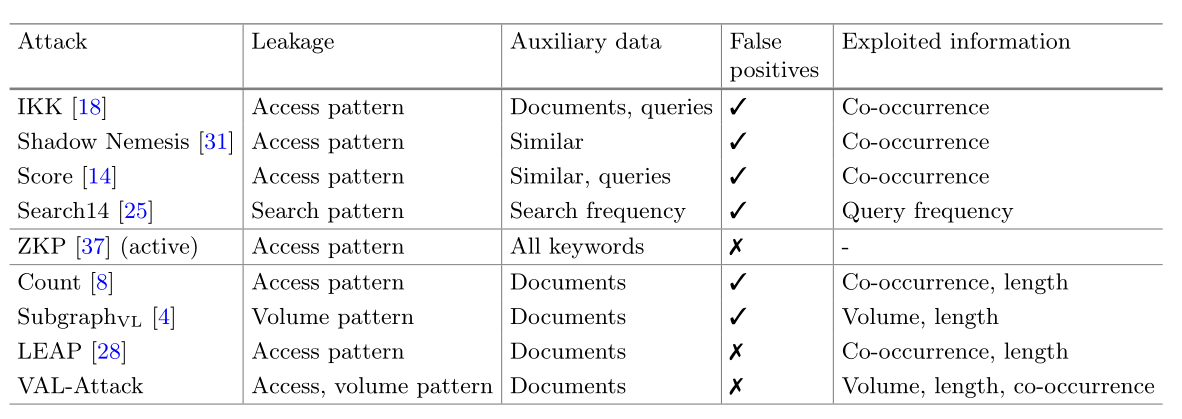 Attack Leakage Auxiliary data False positives Exploited information
IKK [18] Access pattern Documents, queries ✓ Co-occurrence
Shadow Nemesis [31] Access pattern Similar ✓ Co-occurrence
Score [14] Access pattern Similar, queries ✓ Co-occurrence
Search14 [25] Search pattern Search frequency ✓ Query frequency
ZKP [37] (active) Access pattern All keywords ✗ -
Count [8] Access pattern Documents ✓ Co-occurrence, length
SubgraphVL [4] Volume pattern Documents ✓ Volume, length
LEAP [28] Access pattern Documents ✗ Co-occurrence, length
VAL-Attack Access, volume pattern Documents ✗ Volume, length, co-occurrence